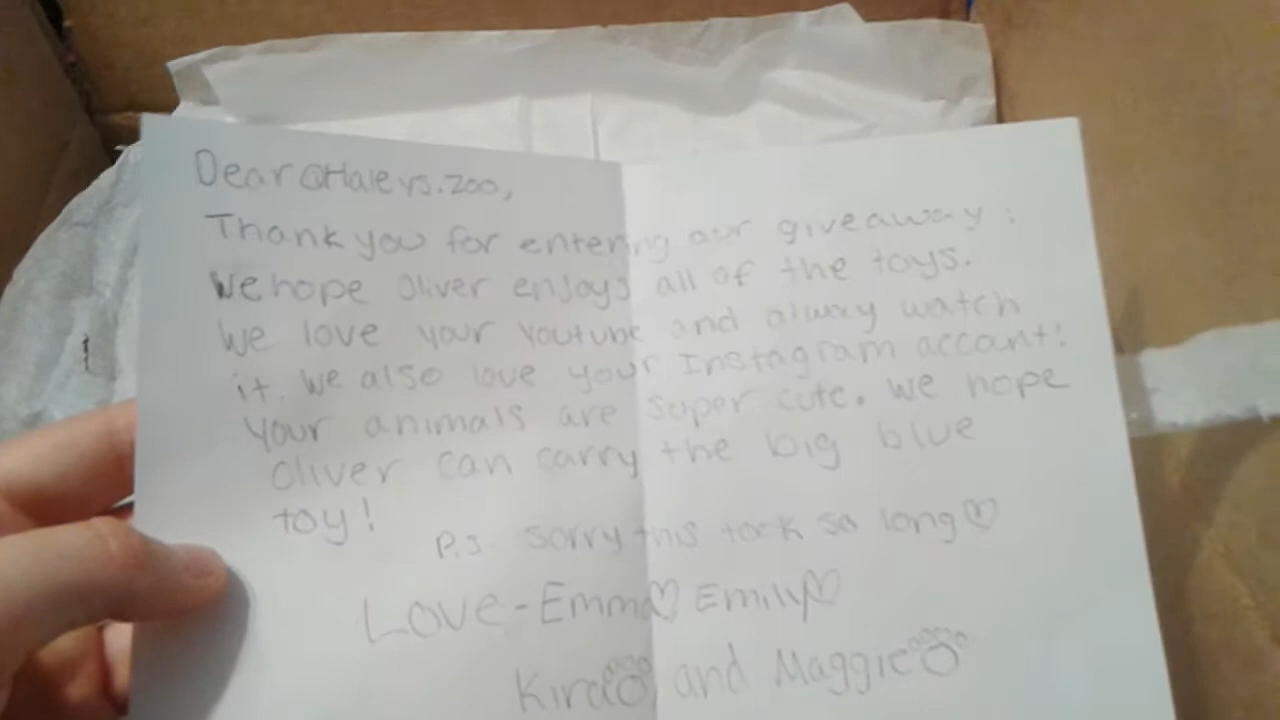 Dear @Haleys.zoo,
Thank you for entering our giveaway!
We hope Oliver enjoys all of the toys.
We love your Youtube and alway watch
it. We also love your Instagram accont!
Your animals are super cute. We hope
Oliver can carry the big blue
toy!
P.S. sorry this took so long♡
Love-Emma♡ Emily♡
Kira and Maggie